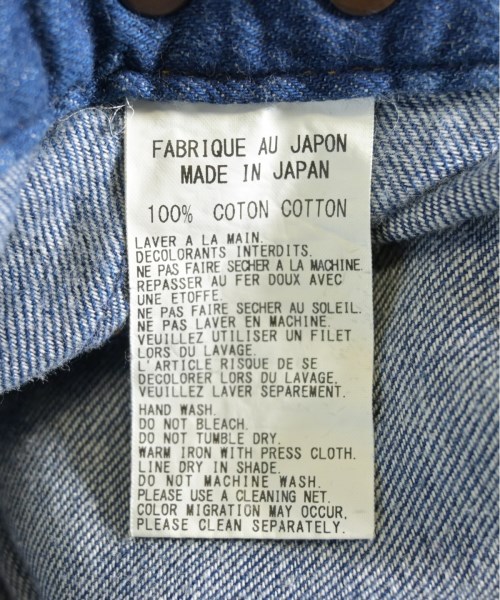 FABRIQUE AU JAPON
MADE IN JAPAN
100% COTON COTTON
LAVER A LA MAIN.
DECOLORANTS INTERDITS.
NE PAS FAIRE SECHER A LA MACHINE.
REPASSER AU FER DOUX AVEC
UNE ETOFFE.
NE PAS FAIRE SECHER AU SOLEIL.
NE PAS LAVER EN MACHINE.
VEUILLEZ UTILISER UN FILET
LORS DU LAVAGE.
L'ARTICLE RISQUE DE SE
DECOLORER LORS DU LAVAGE.
VEUILLEZ LAVER SEPAREMENT.
HAND WASH.
DO NOT BLEACH.
DO NOT TUMBLE DRY.
WARM IRON WITH PRESS CLOTH.
LINE DRY IN SHADE.
DO NOT MACHINE WASH.
PLEASE USE A CLEANING NET.
COLOR MIGRATION MAY OCCUR.
PLEASE CLEAN SEPARATELY.